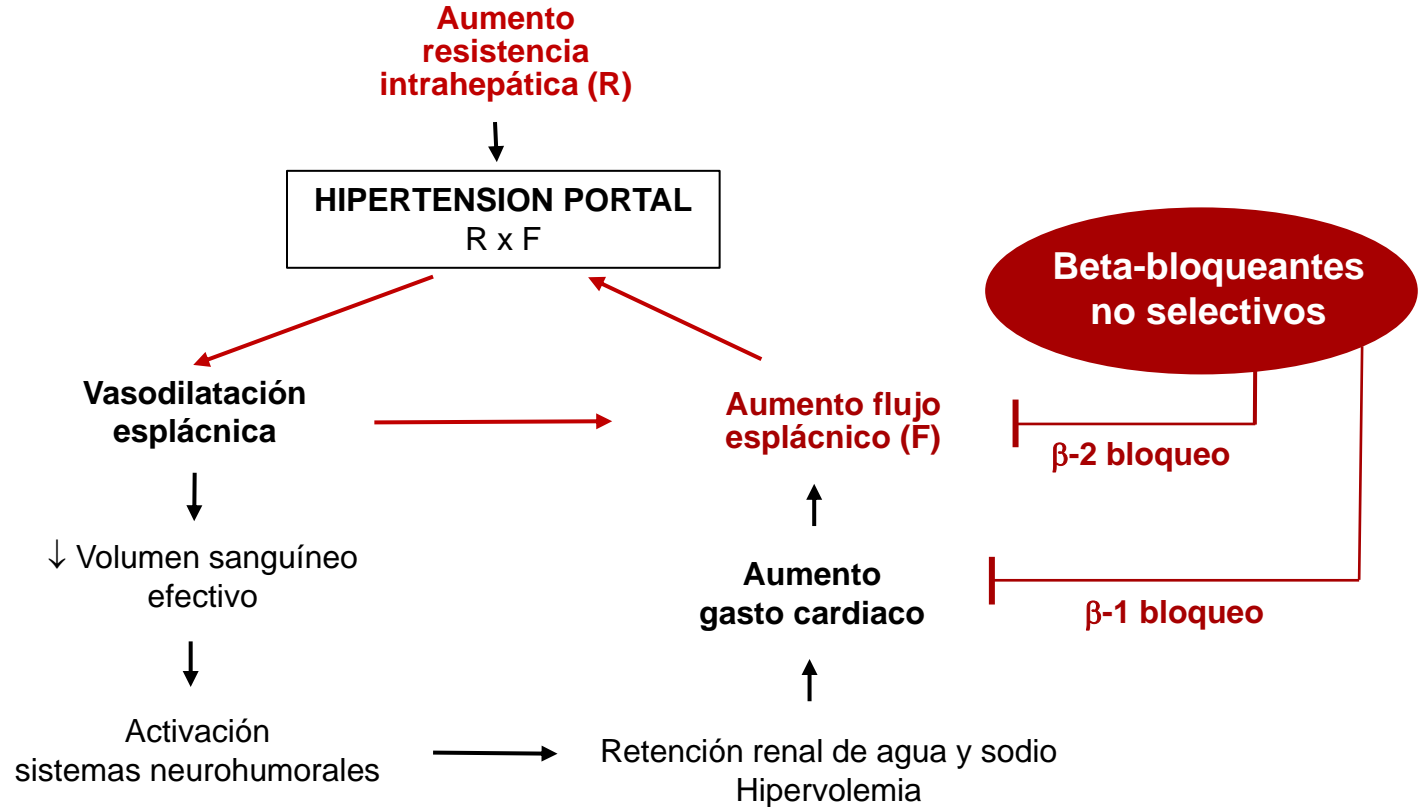 Aumento
resistencia
intrahepática (R)
HIPERTENSION PORTAL
R x F
Beta-bloqueantes
no selectivos
Vasodilatación
esplácnica
Aumento flujo
esplácnico (F)
β-2 bloqueo
↓ Volumen sanguíneo
efectivo
Aumento
gasto cardiaco
β-1 bloqueo
Activación
sistemas neurohumorales
Retención renal de agua y sodio
Hipervolemia